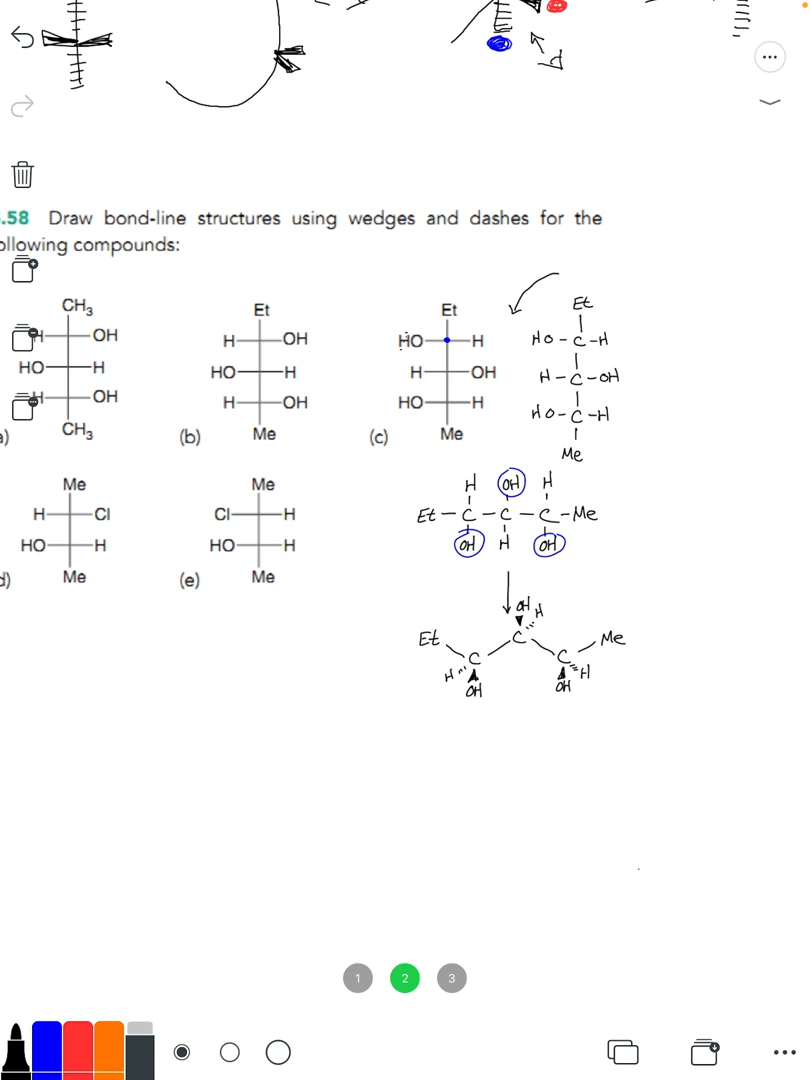 .58 Draw bond-line structures using wedges and dashes for the
ollowing compounds:
CH3
H OH
HO H
H OH
CH3
a)
Et
H OH
HO H
H OH
Me
(b)
Et
HO H
H OH
HO H
Me
(c)
Et
HO-C-H
H-C-OH
HO-C-H
Me
Me
H Cl
HO H
Me
d)
Me
Cl H
HO H
Me
(e)
H OH H
Et-C-C-C-Me
OH H OH
OH H
Et C Me
C C
H H
OH OH
1 2 3